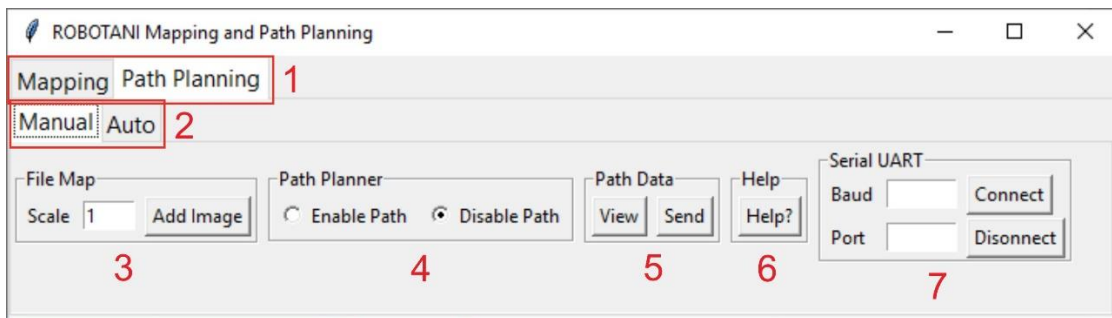 ROBOTANI Mapping and Path Planning
Mapping Path Planning 1
Manual Auto 2
File Map Path Planner Path Data Help Serial UART
Scale 1 Add Image Enable Path Disable Path View Send Help? Baud Connect
Port Disonnect
3 4 5 6 7